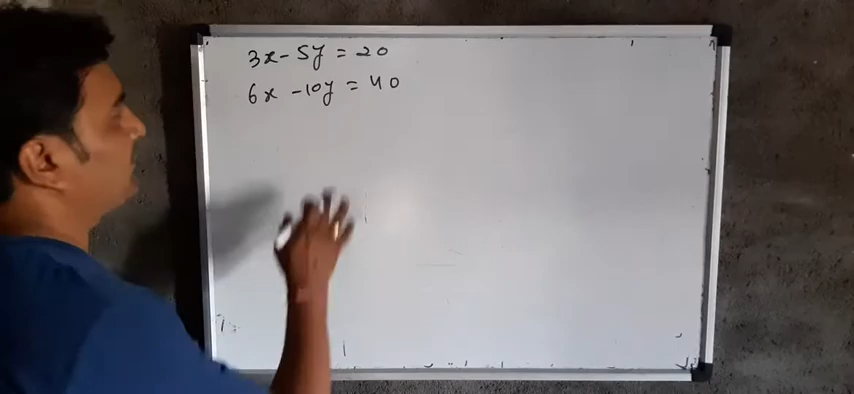 3x - 5y = 20
6x - 10y = 40